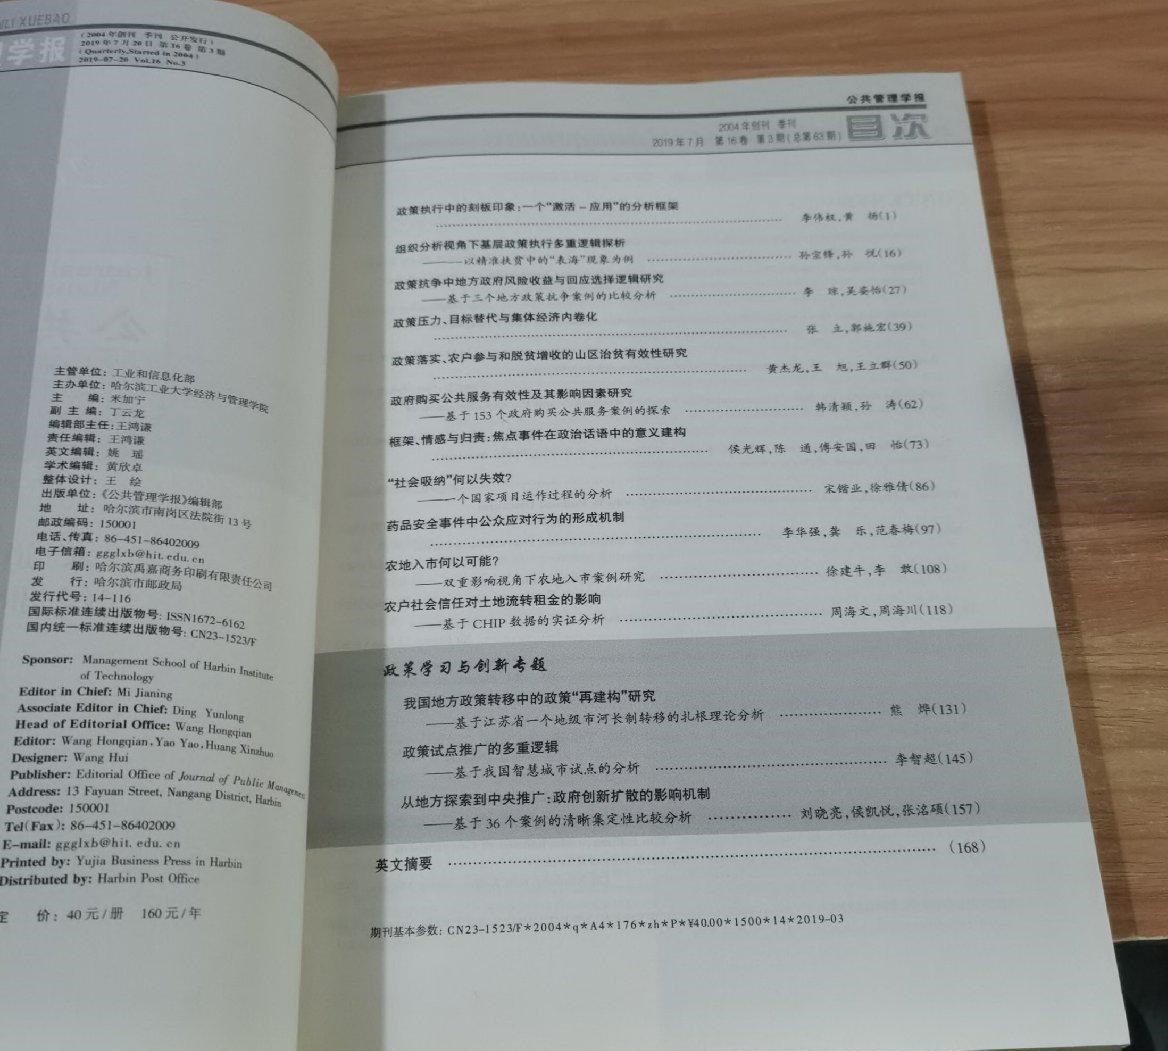 LI XUEBAO
学报
(2004年创刊 季刊 公开发行)
2019年7月20日 第16卷 第3期
(Quarterly,Started in 2004)
2019-07-20 Vol.16 No.3
主管单位：工业和信息化部
主办单位：哈尔滨工业大学经济与管理学院
主 编：米加宁
副 主 编：丁云龙
编辑部主任：王鸿谦
责任编辑：王鸿谦
英文编辑：姚 瑶
学术编辑：黄欣卓
整体设计：王 绘
出版单位：《公共管理学报》编辑部
地 址：哈尔滨市南岗区法院街13号
邮政编码：150001
电话、传真：86-451-86402009
电子信箱：ggglxb@hit.edu.cn
印 刷：哈尔滨禹嘉商务印刷有限责任公司
发 行：哈尔滨市邮政局
发行代号：14-116
国际标准连续出版物号：ISSN1672-6162
国内统一标准连续出版物号：CN23-1523/F
Sponsor: Management School of Harbin Institute
of Technology
Editor in Chief: Mi Jianing
Associate Editor in Chief: Ding Yunlong
Head of Editorial Office: Wang Hongqian
Editor: Wang Hongqian, Yao Yao, Huang Xinzhuo
Designer: Wang Hui
Publisher: Editorial Office of Journal of Public Management
Address: 13 Fayuan Street, Nangang District, Harbin
Postcode: 150001
Tel(Fax): 86-451-86402009
E-mail: ggglxb@hit.edu.cn
Printed by: Yujia Business Press in Harbin
Distributed by: Harbin Post Office
定 价：40元/册 160元/年
公共管理学报
2004年创刊 季刊
2019年7月 第16卷 第3期(总第63期)
目次
政策执行中的刻板印象：一个“激活－应用”的分析框架
李伟权,黄 扬(1)
组织分析视角下基层政策执行多重逻辑探析
——以精准扶贫中的“表海”现象为例 孙宗锋,孙 悦(16)
政策抗争中地方政府风险收益与回应选择逻辑研究
——基于三个地方政策抗争案例的比较分析 李 琼,吴姿怡(27)
政策压力、目标替代与集体经济内卷化
张 立,郭施宏(39)
政策落实、农户参与和脱贫增收的山区治贫有效性研究
黄杰龙,王 旭,王立群(50)
政府购买公共服务有效性及其影响因素研究
——基于153个政府购买公共服务案例的探索 韩清颖,孙 涛(62)
框架、情感与归责：焦点事件在政治话语中的意义建构
侯光辉,陈 通,傅安国,田 怡(73)
“社会吸纳”何以失效？
——一个国家项目运作过程的分析 宋锴业,徐雅倩(86)
药品安全事件中公众应对行为的形成机制
李华强,龚 乐,范春梅(97)
农地入市何以可能？
——双重影响视角下农地入市案例研究 徐建牛,李 敢(108)
农户社会信任对土地流转租金的影响
——基于CHIP数据的实证分析 周海文,周海川(118)
政策学习与创新专题
我国地方政策转移中的政策“再建构”研究
——基于江苏省一个地级市河长制转移的扎根理论分析 熊 烨(131)
政策试点推广的多重逻辑
——基于我国智慧城市试点的分析 李智超(145)
从地方探索到中央推广：政府创新扩散的影响机制
——基于36个案例的清晰集定性比较分析 刘晓亮,侯凯悦,张洺硕(157)
英文摘要 (168)
期刊基本参数：CN23-1523/F*2004*q*A4*176*zh*P*¥40.00*1500*14*2019-03